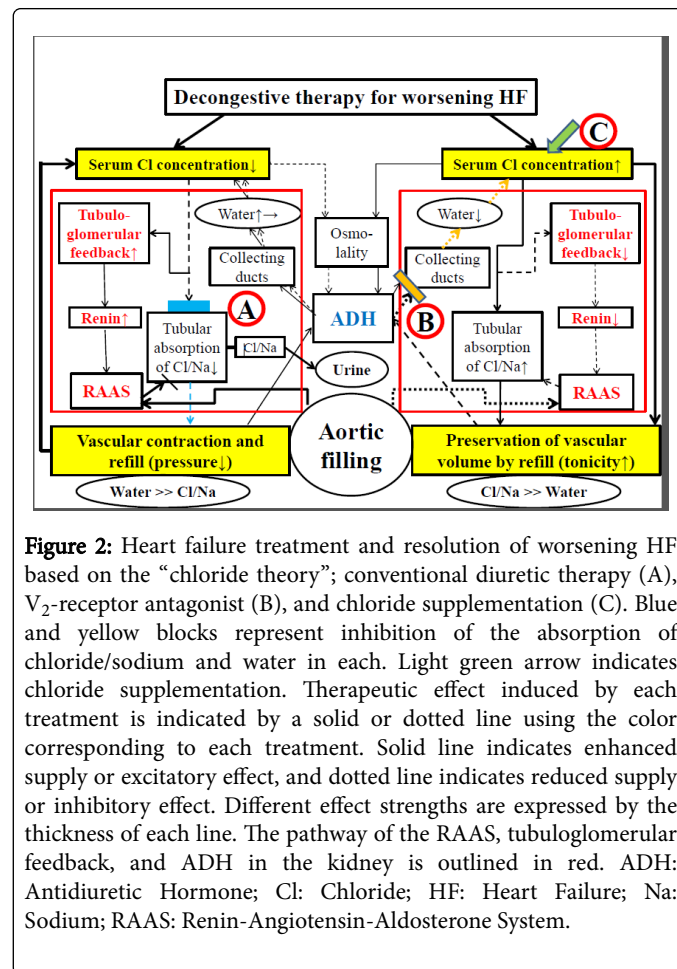 Decongestive therapy for worsening HF
C
Serum Cl concentration↓
Serum Cl concentration↑
Tubulo-
glomerular
feedback↑
Water↑→
Osmo-
lality
Water↓
Tubulo-
glomerular
feedback↓
Collecting
ducts
Collecting
ducts
Renin↑
A
ADH
B
Renin↓
Tubular
absorption
of Cl/Na↓
Cl/Na
Urine
Tubular
absorption
of Cl/Na↑
RAAS
RAAS
Aortic
filling
Vascular contraction and
refill (pressure↓)
Preservation of vascular
volume by refill (tonicity↑)
Water >> Cl/Na
Cl/Na >> Water
Figure 2: Heart failure treatment and resolution of worsening HF
based on the “chloride theory”; conventional diuretic therapy (A),
V2-receptor antagonist (B), and chloride supplementation (C). Blue
and yellow blocks represent inhibition of the absorption of
chloride/sodium and water in each. Light green arrow indicates
chloride supplementation. Therapeutic effect induced by each
treatment is indicated by a solid or dotted line using the color
corresponding to each treatment. Solid line indicates enhanced
supply or excitatory effect, and dotted line indicates reduced supply
or inhibitory effect. Different effect strengths are expressed by the
thickness of each line. The pathway of the RAAS, tubuloglomerular
feedback, and ADH in the kidney is outlined in red. ADH:
Antidiuretic Hormone; Cl: Chloride; HF: Heart Failure; Na:
Sodium; RAAS: Renin-Angiotensin-Aldosterone System.